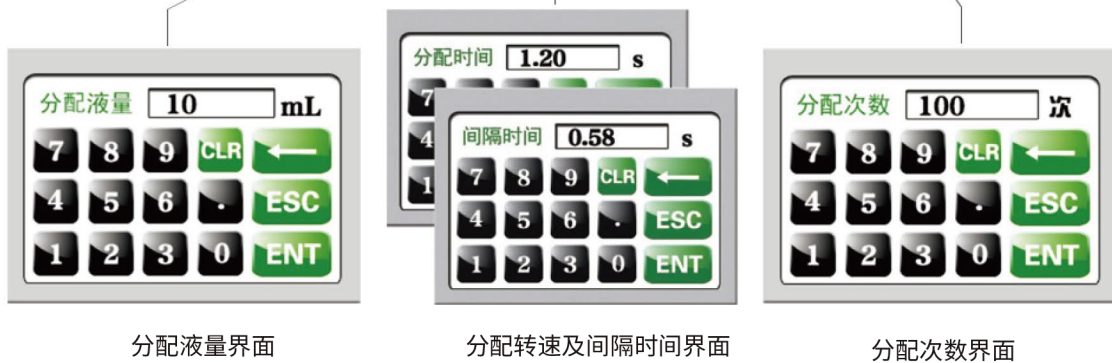 分配液量 10 mL
7 8 9 CLR ←
4 5 6 . ESC
1 2 3 0 ENT
分配液量界面
分配时间 1.20 s
7
4
1
间隔时间 0.58 s
7 8 9 CLR ←
4 5 6 . ESC
1 2 3 0 ENT
分配转速及间隔时间界面
分配次数 100 次
7 8 9 CLR ←
4 5 6 . ESC
1 2 3 0 ENT
分配次数界面